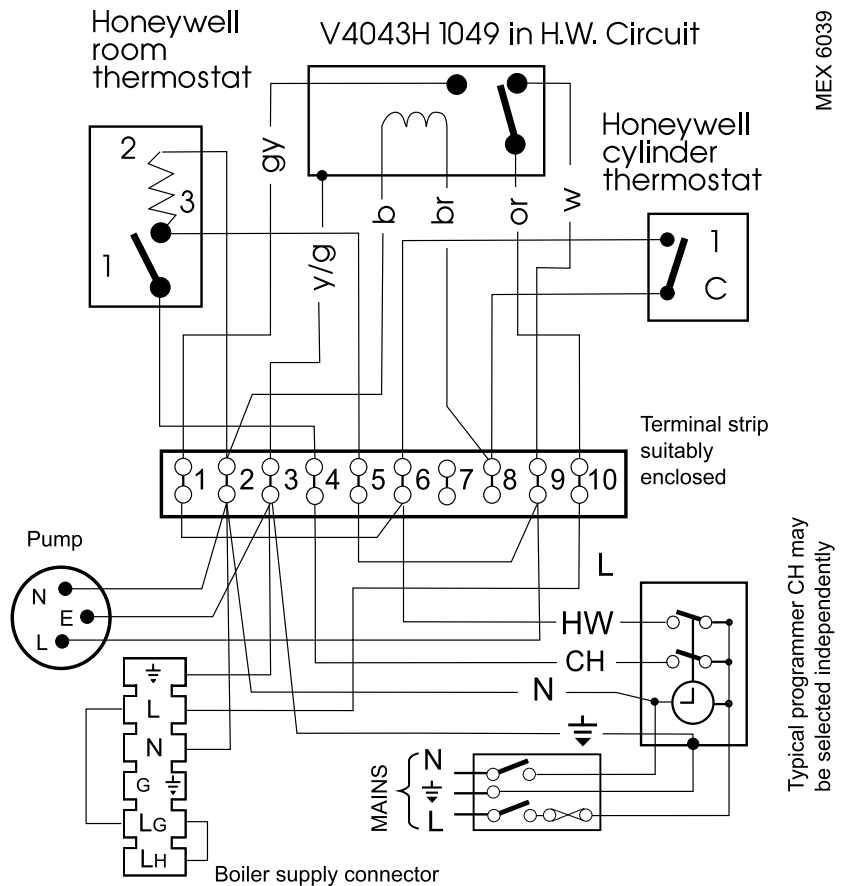 Honeywell
room
thermostat
V4043H 1049 in H.W. Circuit
MEX 6039
Honeywell
cylinder
thermostat
2
3
1
gy
y/g
b
br
or
w
1
C
Terminal strip
suitably
enclosed
1 2 3 4 5 6 7 8 9 10
Pump
N
E
L
L
HW
CH
N
Typical programmer CH may
be selected independently
L
N
G
LG
LH
MAINS
N
L
Boiler supply connector